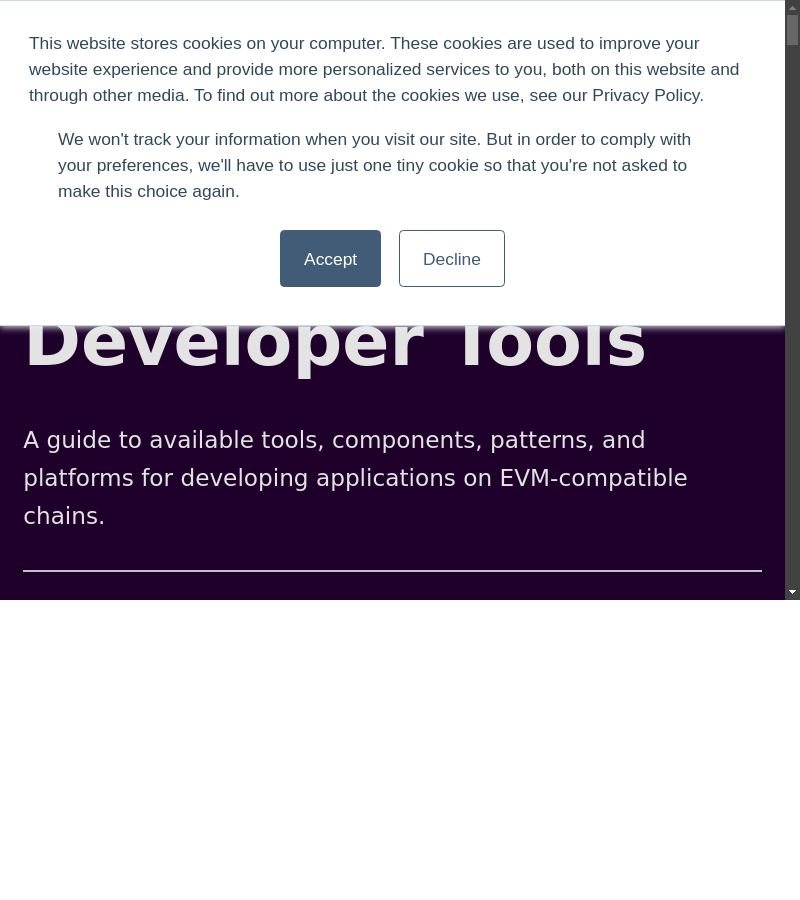 This website stores cookies on your computer. These cookies are used to improve your
website experience and provide more personalized services to you, both on this website and
through other media. To find out more about the cookies we use, see our Privacy Policy.
We won't track your information when you visit our site. But in order to comply with
your preferences, we'll have to use just one tiny cookie so that you're not asked to
make this choice again.
Accept
Decline
Developer Tools
A guide to available tools, components, patterns, and
platforms for developing applications on EVM-compatible
chains.